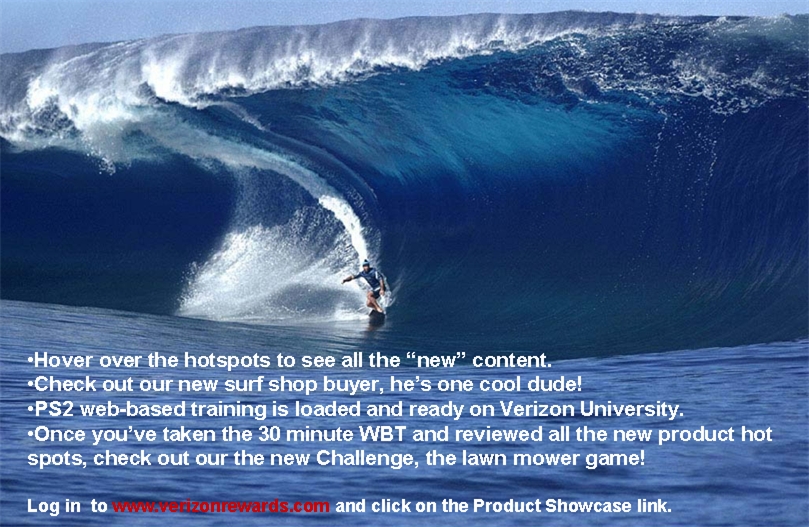 •Hover over the hotspots to see all the “new” content.
•Check out our new surf shop buyer, he’s one cool dude!
•PS2 web-based training is loaded and ready on Verizon University.
•Once you’ve taken the 30 minute WBT and reviewed all the new product hot
spots, check out our the new Challenge, the lawn mower game!
Log in to www.verizonrewards.com and click on the Product Showcase link.